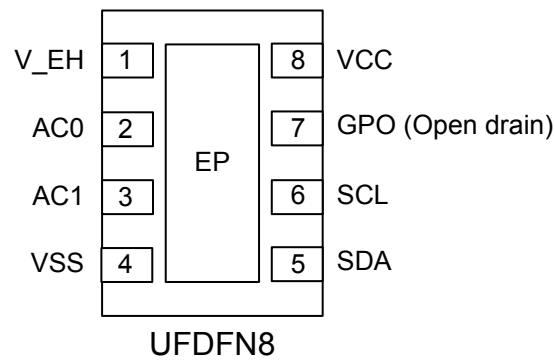 V_EH 1 8 VCC
AC0 2 7 GPO (Open drain)
EP
AC1 3 6 SCL
VSS 4 5 SDA
UFDFN8